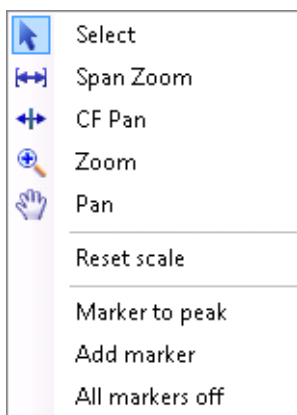 Select
Span Zoom
CF Pan
Zoom
Pan
Reset scale
Marker to peak
Add marker
All markers off